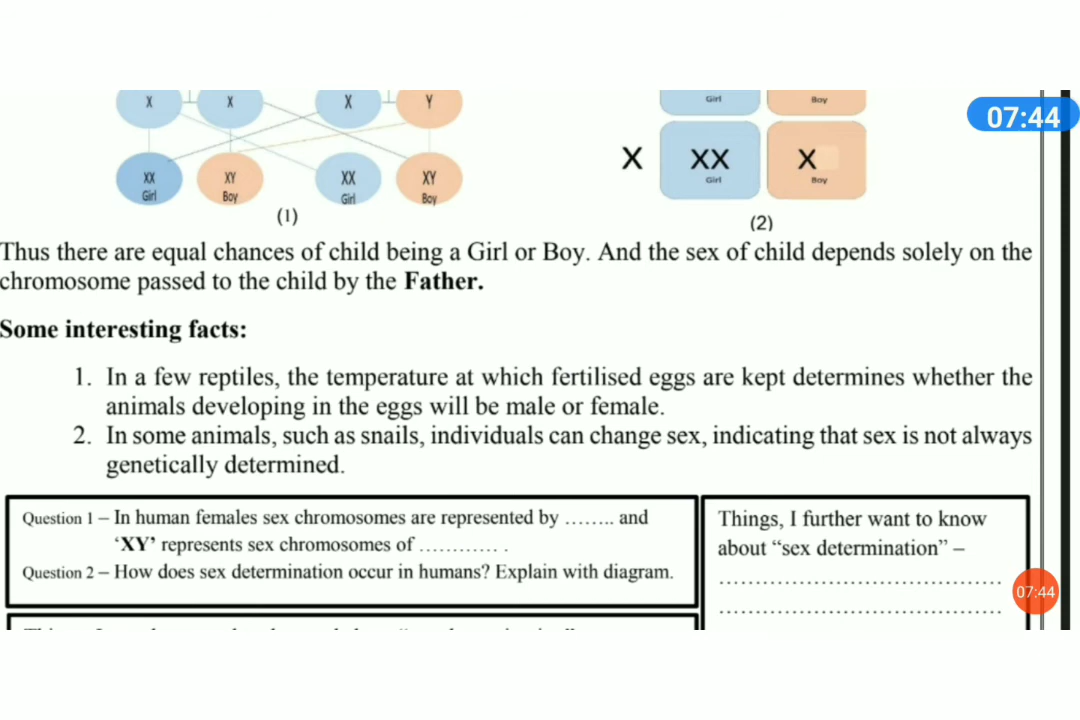 X X X Y
Girl Boy
07:44
X XX X
Girl Boy
XX XY XX XY
Girl Boy Girl Boy
(1) (2)
Thus there are equal chances of child being a Girl or Boy. And the sex of child depends solely on the
chromosome passed to the child by the Father.
Some interesting facts:
1. In a few reptiles, the temperature at which fertilised eggs are kept determines whether the
animals developing in the eggs will be male or female.
2. In some animals, such as snails, individuals can change sex, indicating that sex is not always
genetically determined.
Question 1 – In human females sex chromosomes are represented by ........ and
‘XY’ represents sex chromosomes of ............ .
Question 2 – How does sex determination occur in humans? Explain with diagram.
Things, I further want to know
about “sex determination” –
.......................................
.......................................
07:44